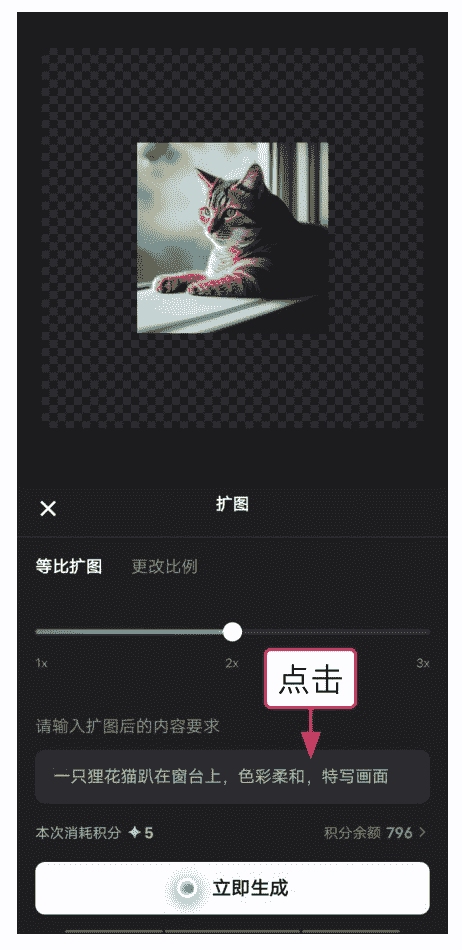 扩图
等比扩图 更改比例
1x 2x 3x
点击
请输入扩图后的内容要求
一只狸花猫趴在窗台上，色彩柔和，特写画面
本次消耗积分 5 积分余额 796
立即生成